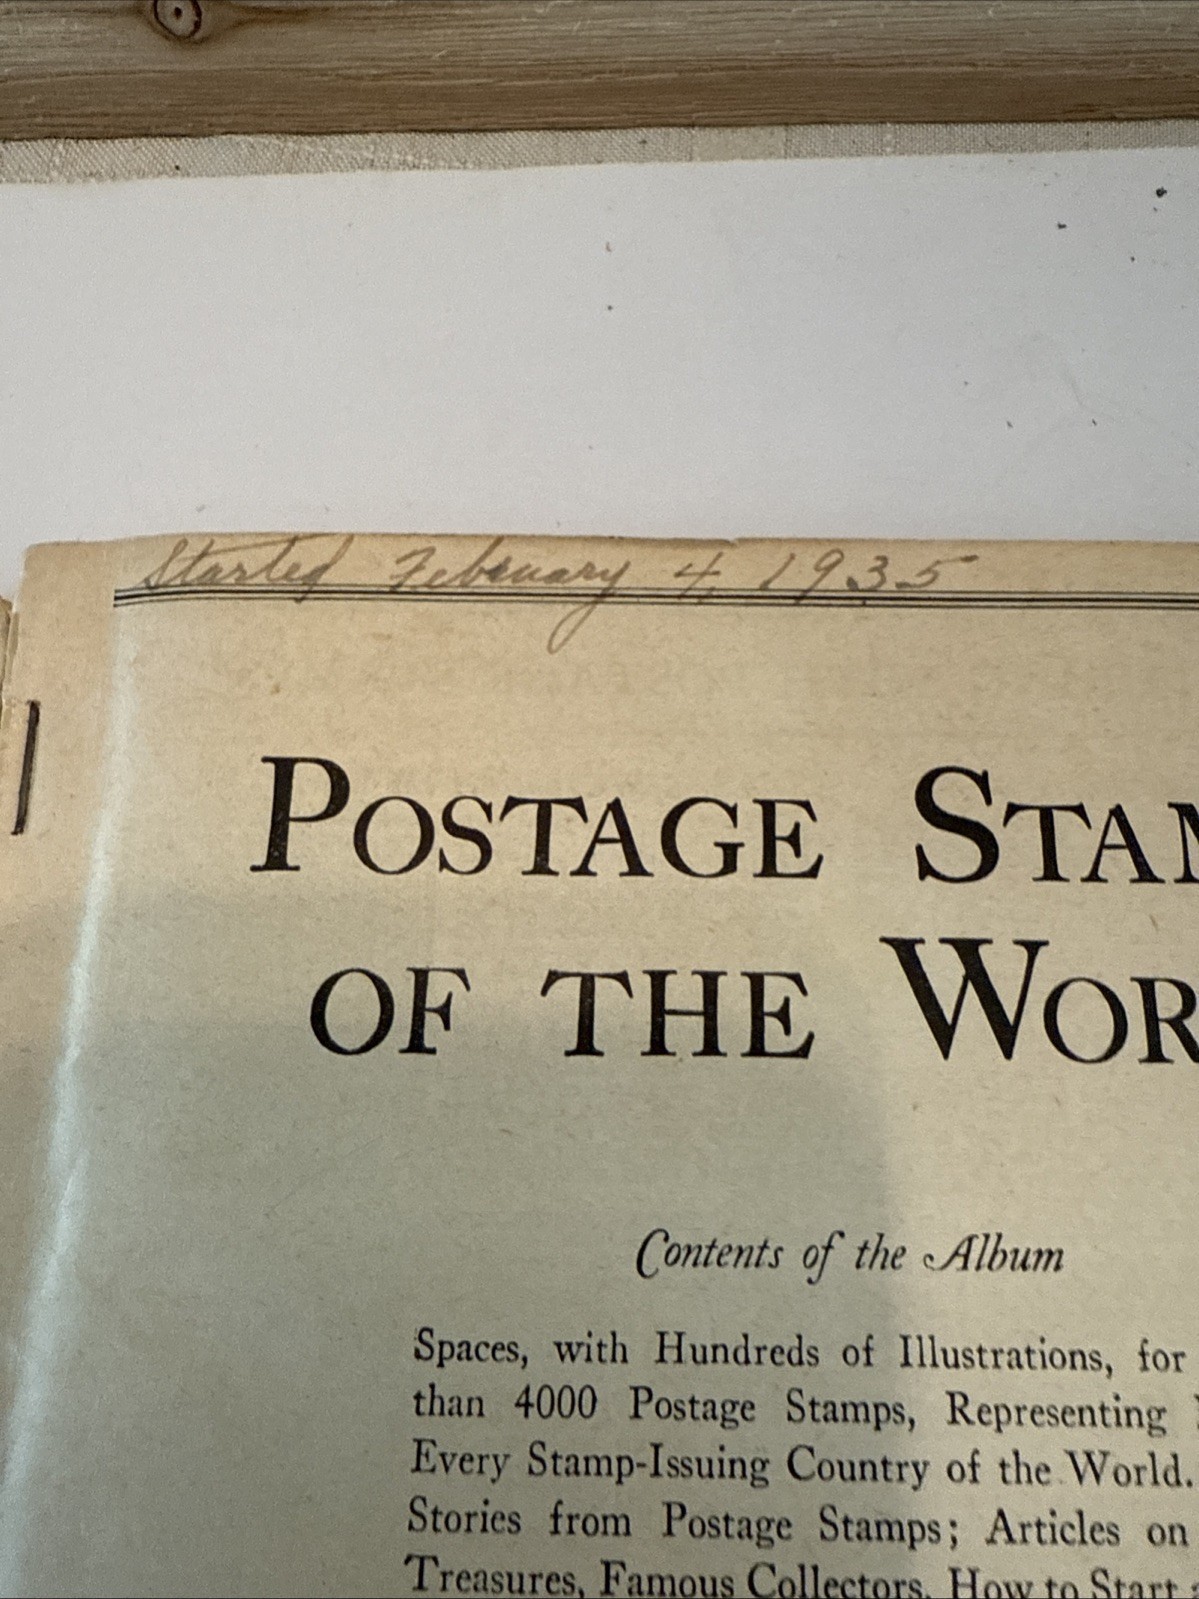 Started February 4, 1935
POSTAGE STAM
OF THE WOR
Contents of the Album
Spaces, with Hundreds of Illustrations, for
than 4000 Postage Stamps, Representing
Every Stamp-Issuing Country of the World.
Stories from Postage Stamps; Articles on
Treasures, Famous Collectors, How to Start